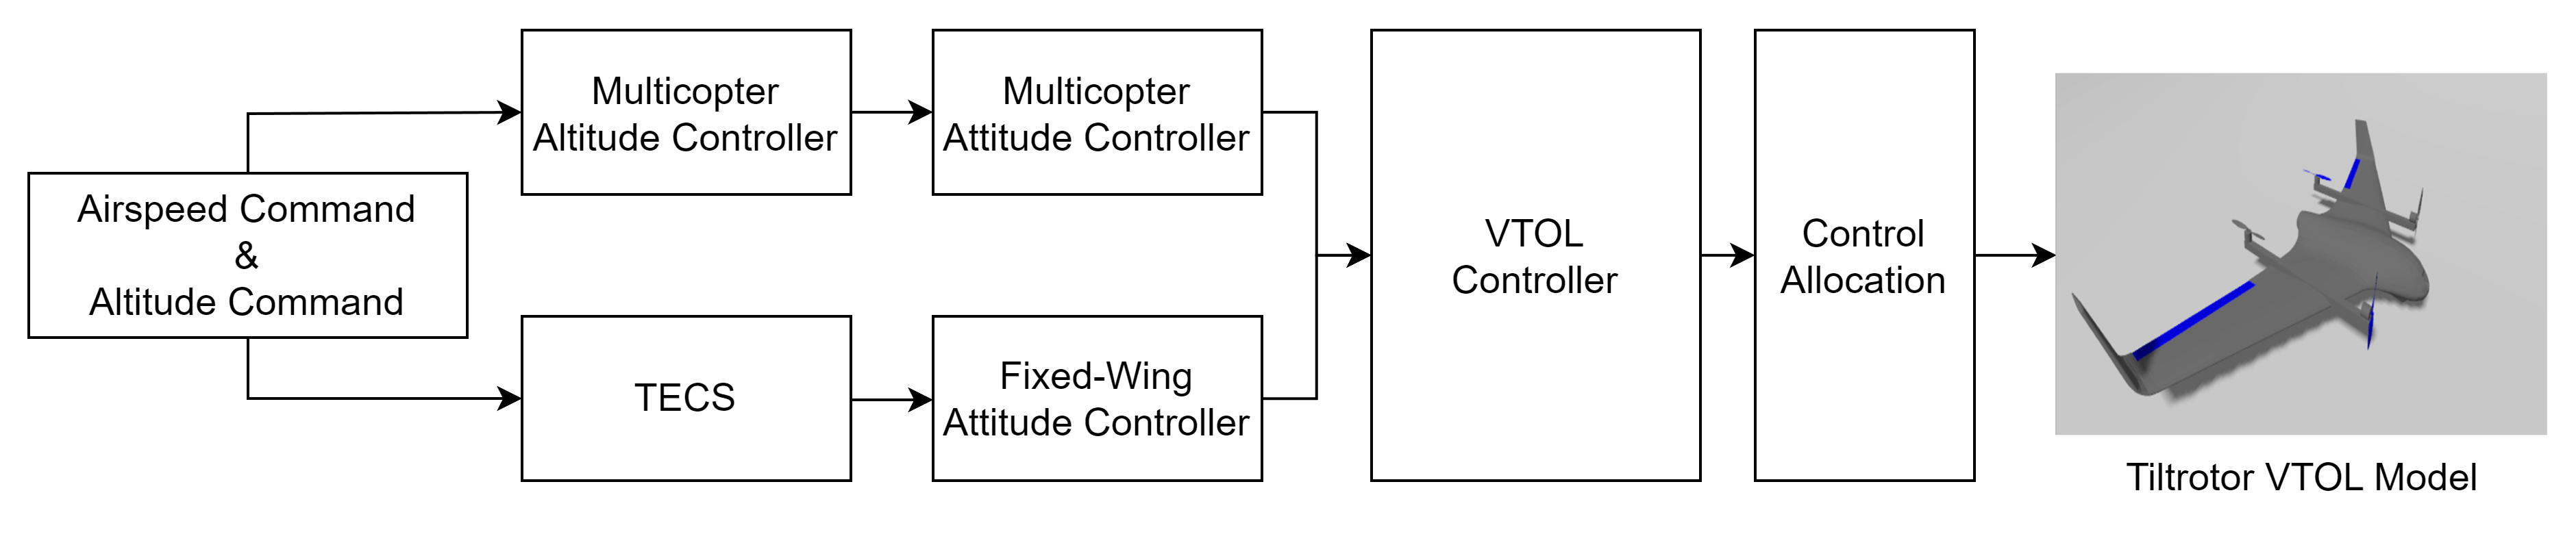 Airspeed Command
&
Altitude Command
Multicopter
Altitude Controller
Multicopter
Attitude Controller
TECS
Fixed-Wing
Attitude Controller
VTOL
Controller
Control
Allocation
Tiltrotor VTOL Model